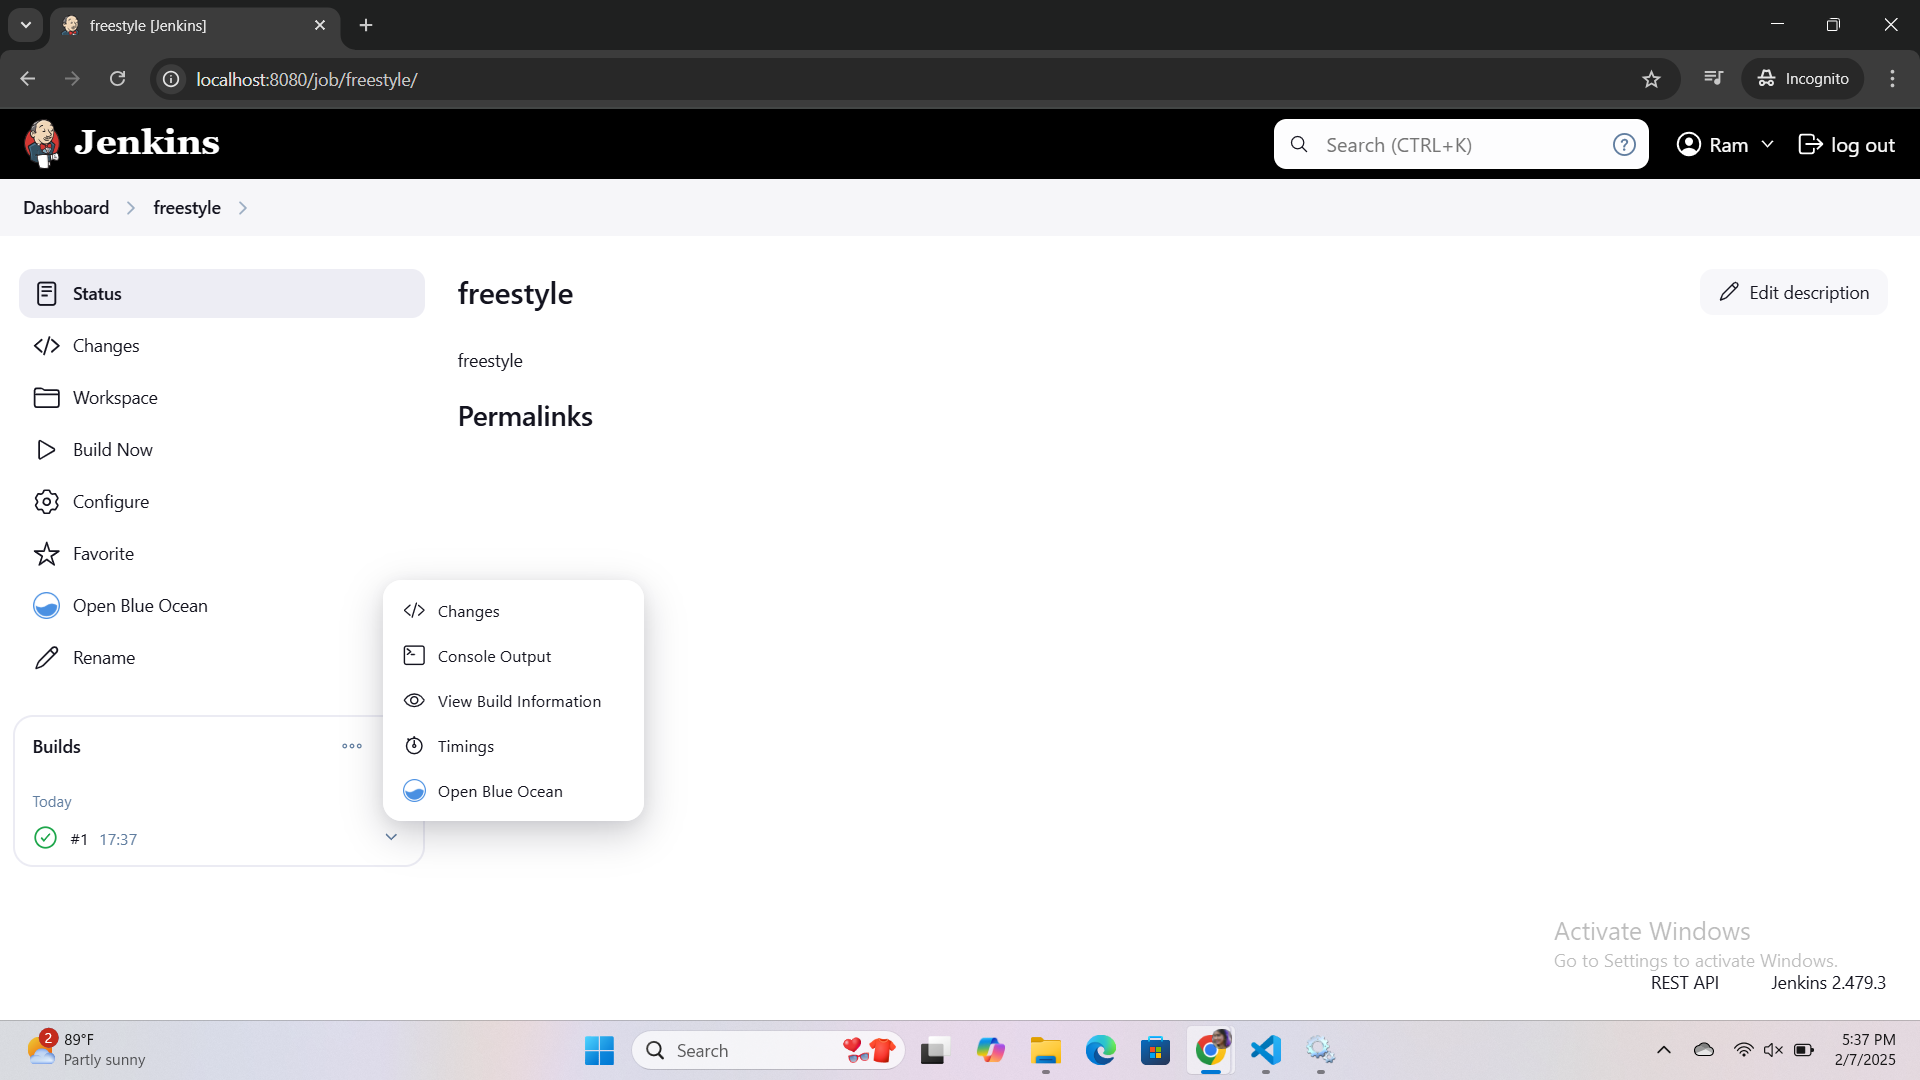 freestyle [Jenkins]
localhost:8080/job/freestyle/
Incognito
Jenkins
Search (CTRL+K)
?
Ram
log out
Dashboard
freestyle
Status
Changes
Workspace
Build Now
Configure
Favorite
Open Blue Ocean
Rename
freestyle
Edit description
freestyle
Permalinks
Changes
Console Output
View Build Information
Timings
Open Blue Ocean
Builds
Today
#1 17:37
Activate Windows
Go to Settings to activate Windows.
REST API
Jenkins 2.479.3
2
89°F
Partly sunny
Search
5:37 PM
2/7/2025